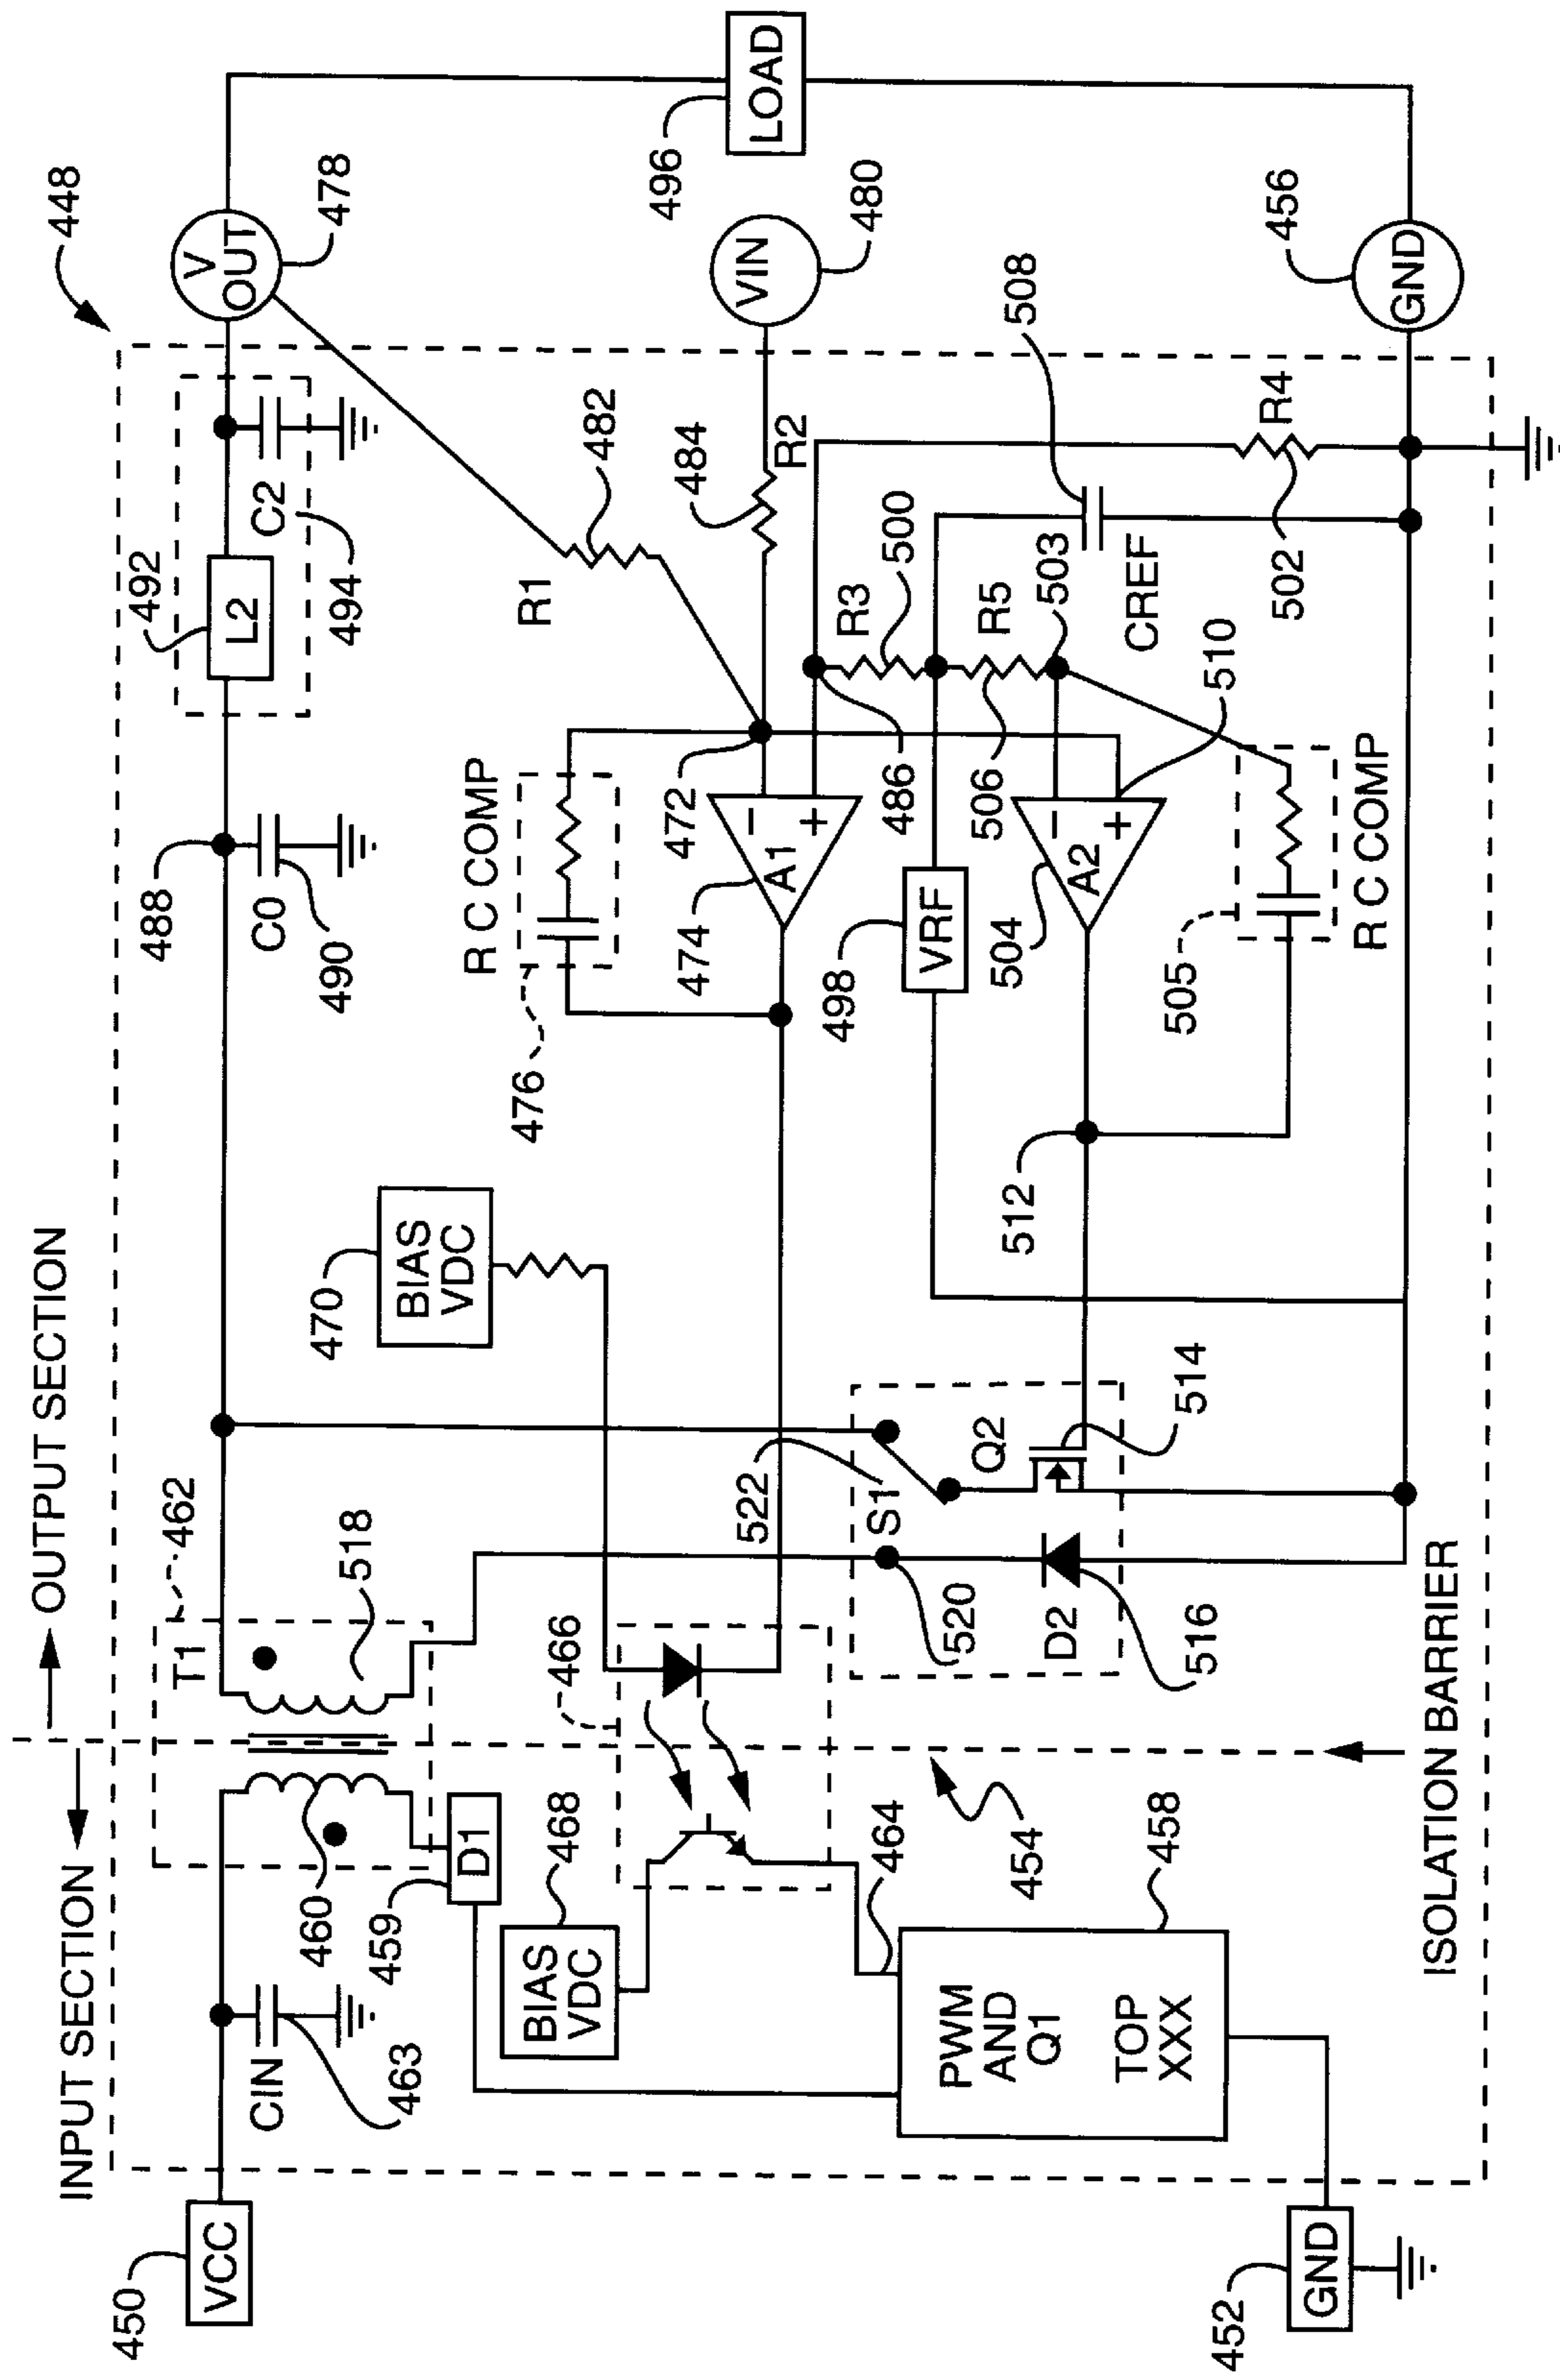 INPUT SECTION
OUTPUT SECTION
448
450
VCC
CIN
463
460
459
D1
T1
462
518
488
C0
490
492
L2
C2
494
V
OUT
478
BIAS
VDC
468
466
BIAS
VDC
470
R C COMP
476
R1
482
472
474
A1
−
+
484
R2
VIN
480
496
LOAD
464
PWM
AND
Q1
TOP
XXX
458
454
522
S1
520
D2
516
Q2
514
498
VRF
486
R3
500
506
R5
503
508
CREF
504
A2
−
+
510
512
505
R C COMP
502
R4
456
GND
452
GND
ISOLATION BARRIER